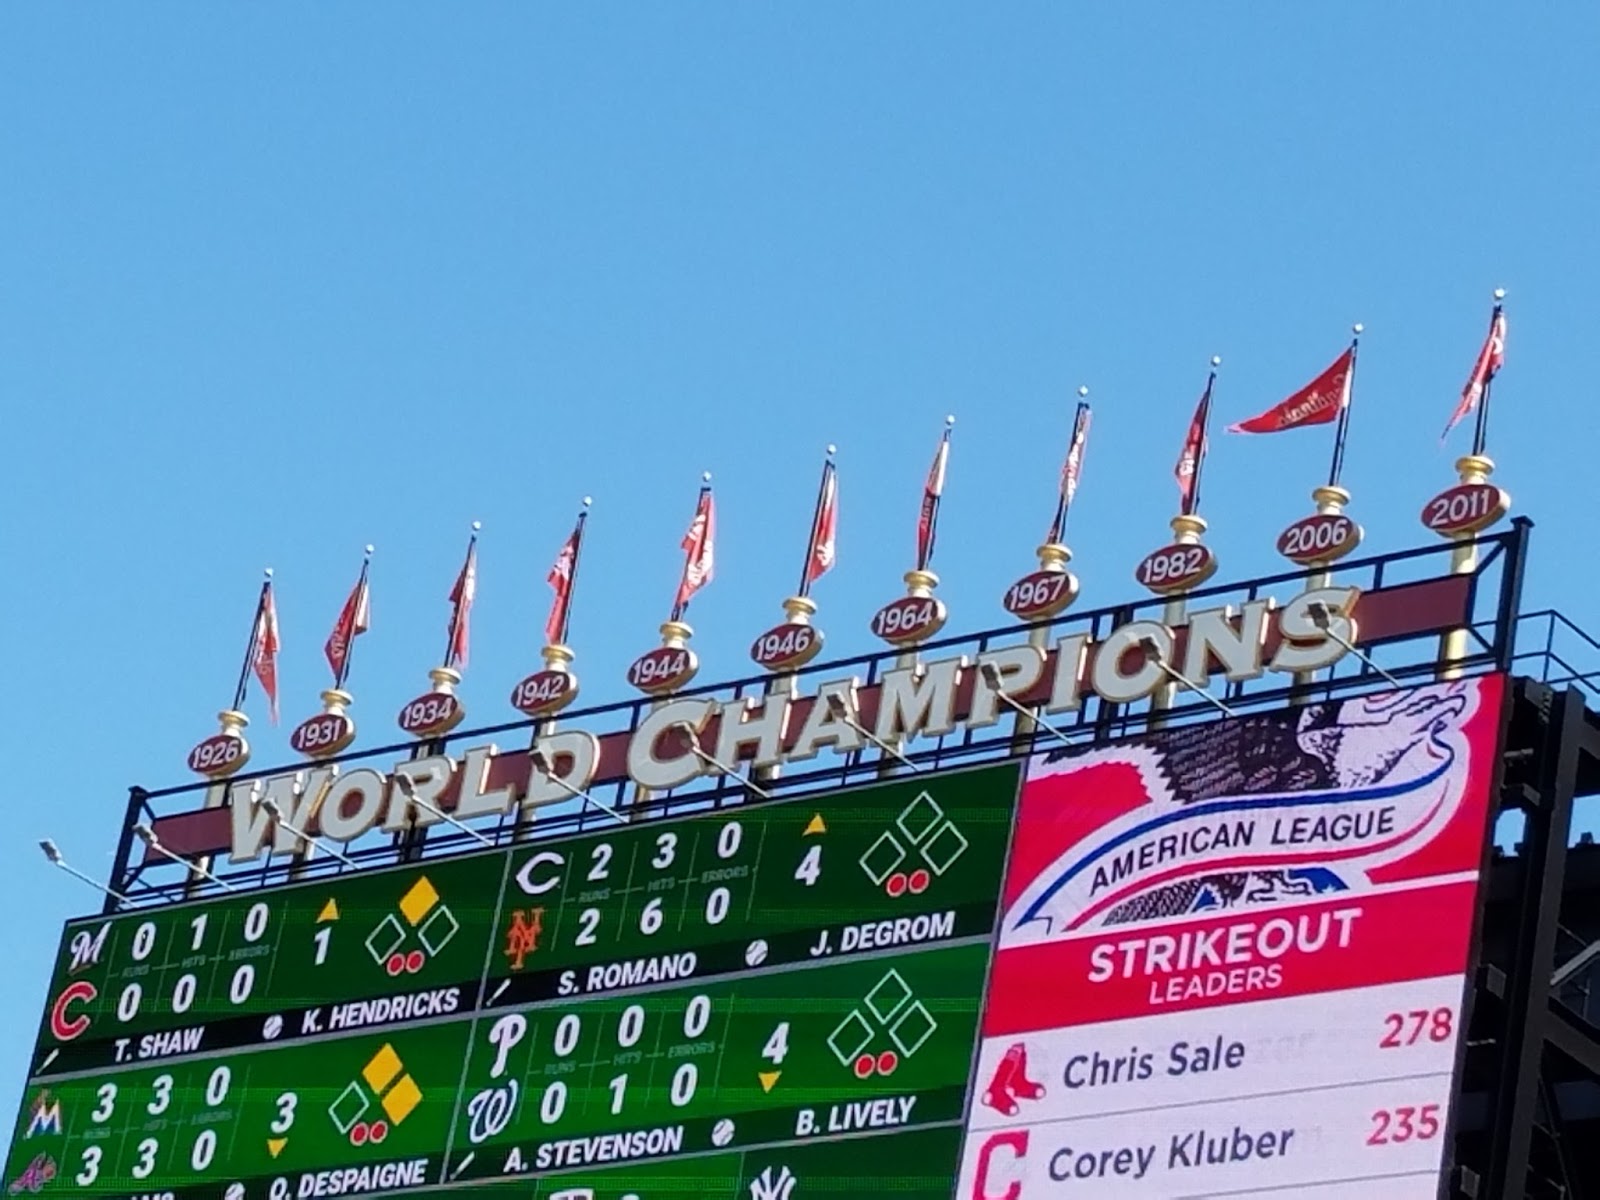 Cardinals
1926 1931 1934 1942 1944 1946 1964 1967 1982 2006 2011
WORLD CHAMPIONS
M 0 1 0 1
RUNS HITS ERRORS
C 0 0 0
T. SHAW K. HENDRICKS
C 2 3 0 4
RUNS HITS ERRORS
NY 2 6 0
S. ROMANO J. DEGROM
M 3 3 0 3
RUNS HITS ERRORS
A 3 3 0
O. DESPAIGNE
P 0 0 0 4
RUNS HITS ERRORS
W 0 1 0
A. STEVENSON B. LIVELY
NY
AMERICAN LEAGUE
STRIKEOUT
LEADERS
Chris Sale 278
C Corey Kluber 235